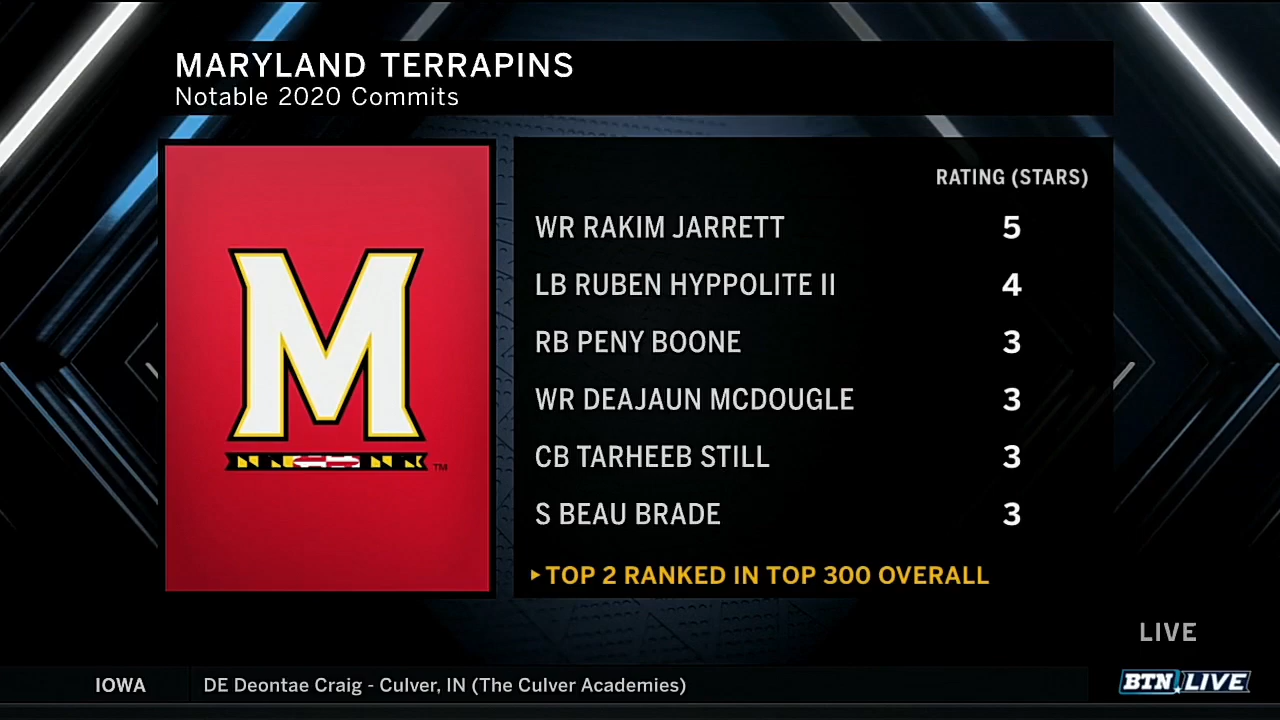 MARYLAND TERRAPINS
Notable 2020 Commits
RATING (STARS)
WR RAKIM JARRETT 5
LB RUBEN HYPPOLITE II 4
RB PENY BOONE 3
WR DEAJAUN MCDOUGLE 3
CB TARHEEB STILL 3
S BEAU BRADE 3
TOP 2 RANKED IN TOP 300 OVERALL
M
TM
LIVE
IOWA DE Deontae Craig - Culver, IN (The Culver Academies)
BTN LIVE